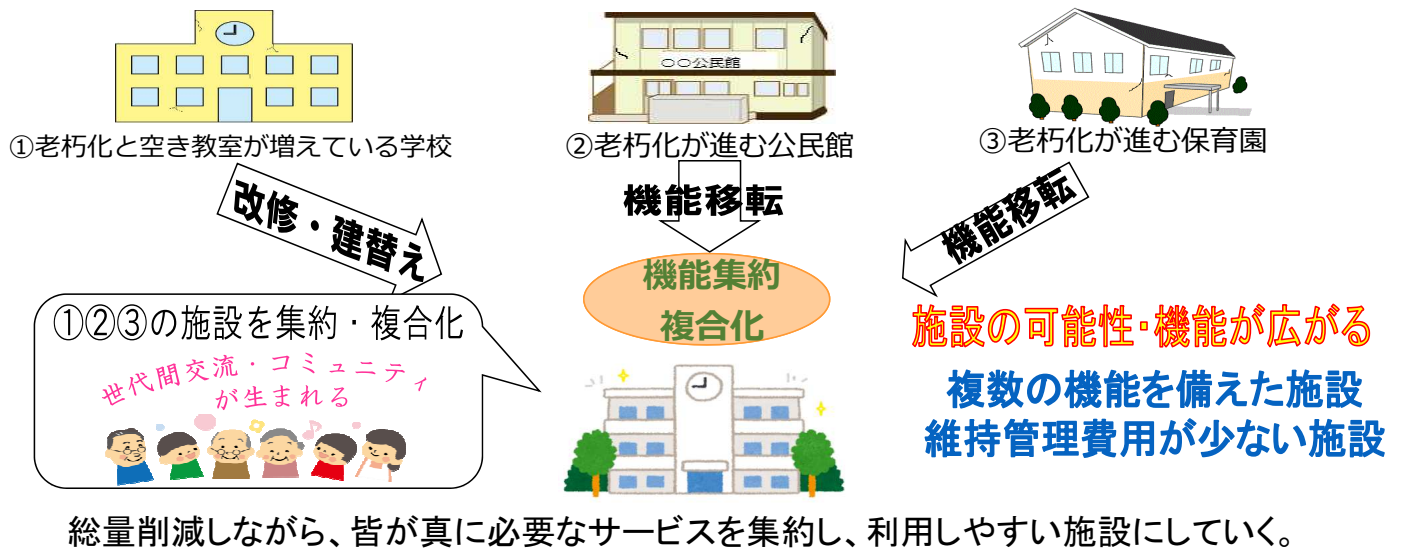 〇〇公民館
①老朽化と空き教室が増えている学校
②老朽化が進む公民館
③老朽化が進む保育園
改修・建替え
機能移転
機能移転
機能集約
複合化
①②③の施設を集約・複合化
世代間交流・コミュニティ
が生まれる
施設の可能性・機能が広がる
複数の機能を備えた施設
維持管理費用が少ない施設
総量削減しながら、皆が真に必要なサービスを集約し、利用しやすい施設にしていく。